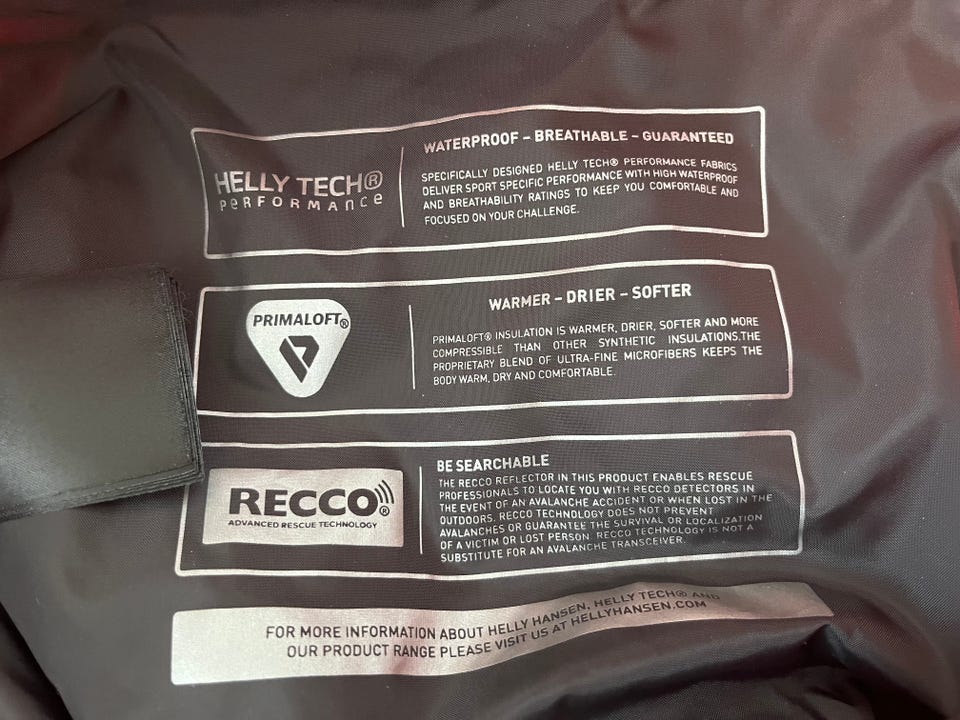 HELLY TECH®
PERFORMANCE
WATERPROOF – BREATHABLE – GUARANTEED
SPECIFICALLY DESIGNED HELLY TECH® PERFORMANCE FABRICS
DELIVER SPORT SPECIFIC PERFORMANCE WITH HIGH WATERPROOF
AND BREATHABILITY RATINGS TO KEEP YOU COMFORTABLE AND
FOCUSED ON YOUR CHALLENGE.
PRIMALOFT®
WARMER – DRIER – SOFTER
PRIMALOFT® INSULATION IS WARMER, DRIER, SOFTER AND MORE
COMPRESSIBLE THAN OTHER SYNTHETIC INSULATIONS.THE
PROPRIETARY BLEND OF ULTRA-FINE MICROFIBERS KEEPS THE
BODY WARM, DRY AND COMFORTABLE.
RECCO®
ADVANCED RESCUE TECHNOLOGY
BE SEARCHABLE
THE RECCO REFLECTOR IN THIS PRODUCT ENABLES RESCUE
PROFESSIONALS TO LOCATE YOU WITH RECCO DETECTORS IN
THE EVENT OF AN AVALANCHE ACCIDENT OR WHEN LOST IN THE
OUTDOORS. RECCO TECHNOLOGY DOES NOT PREVENT
AVALANCHES OR GUARANTEE THE SURVIVAL OR LOCALIZATION
OF A VICTIM OR LOST PERSON. RECCO TECHNOLOGY IS NOT A
SUBSTITUTE FOR AN AVALANCHE TRANSCEIVER.
FOR MORE INFORMATION ABOUT HELLY HANSEN, HELLY TECH® AND
OUR PRODUCT RANGE PLEASE VISIT US AT HELLYHANSEN.COM